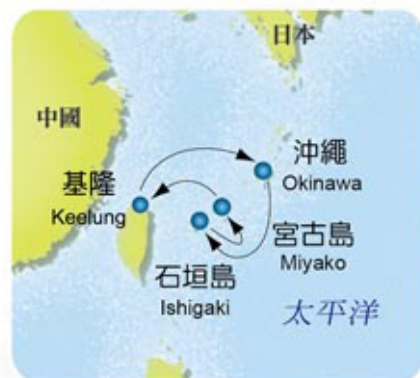 日本
中國
沖繩
Okinawa
基隆
Keelung
宮古島
Miyako
石垣島
Ishigaki
太平洋